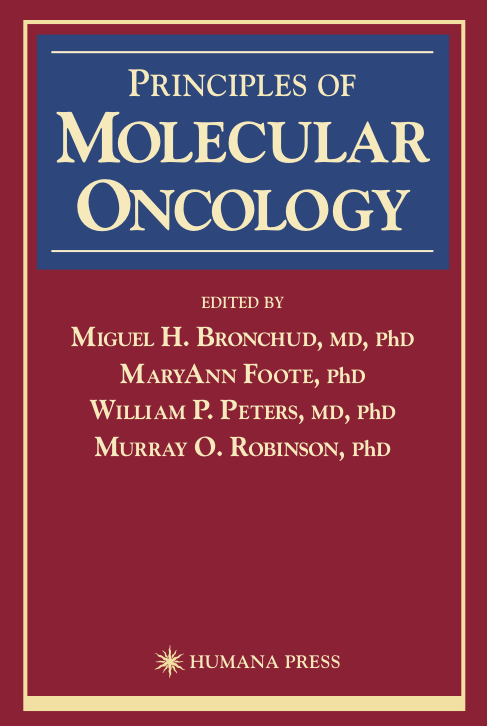 PRINCIPLES OF
MOLECULAR
ONCOLOGY
EDITED BY
MIGUEL H. BRONCHUD, MD, PhD
MARYANN FOOTE, PhD
WILLIAM P. PETERS, MD, PhD
MURRAY O. ROBINSON, PhD
HUMANA PRESS